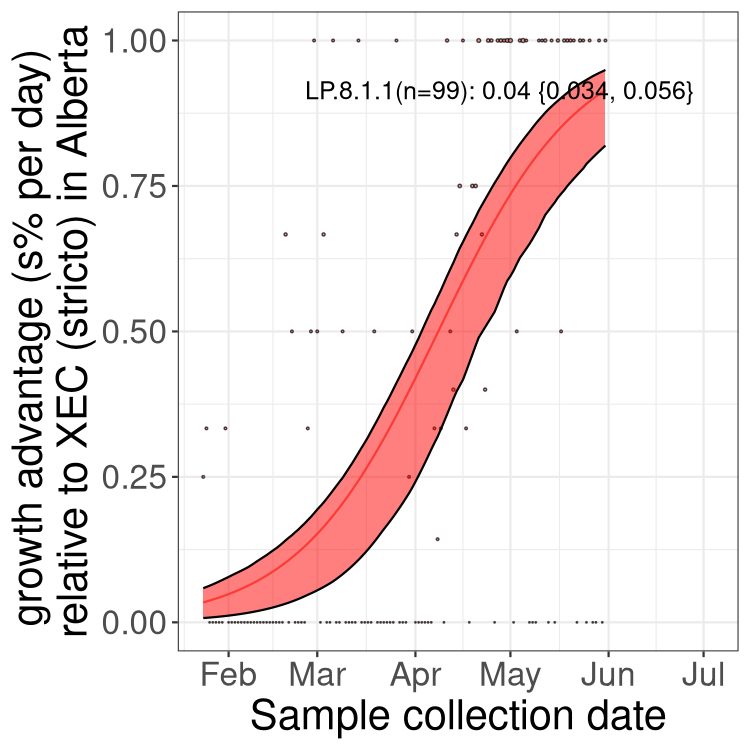 growth advantage (s% per day)
relative to XEC (stricto) in Alberta
1.00
0.75
0.50
0.25
0.00
LP.8.1.1(n=99): 0.04 {0.034, 0.056}
Feb Mar Apr May Jun Jul
Sample collection date